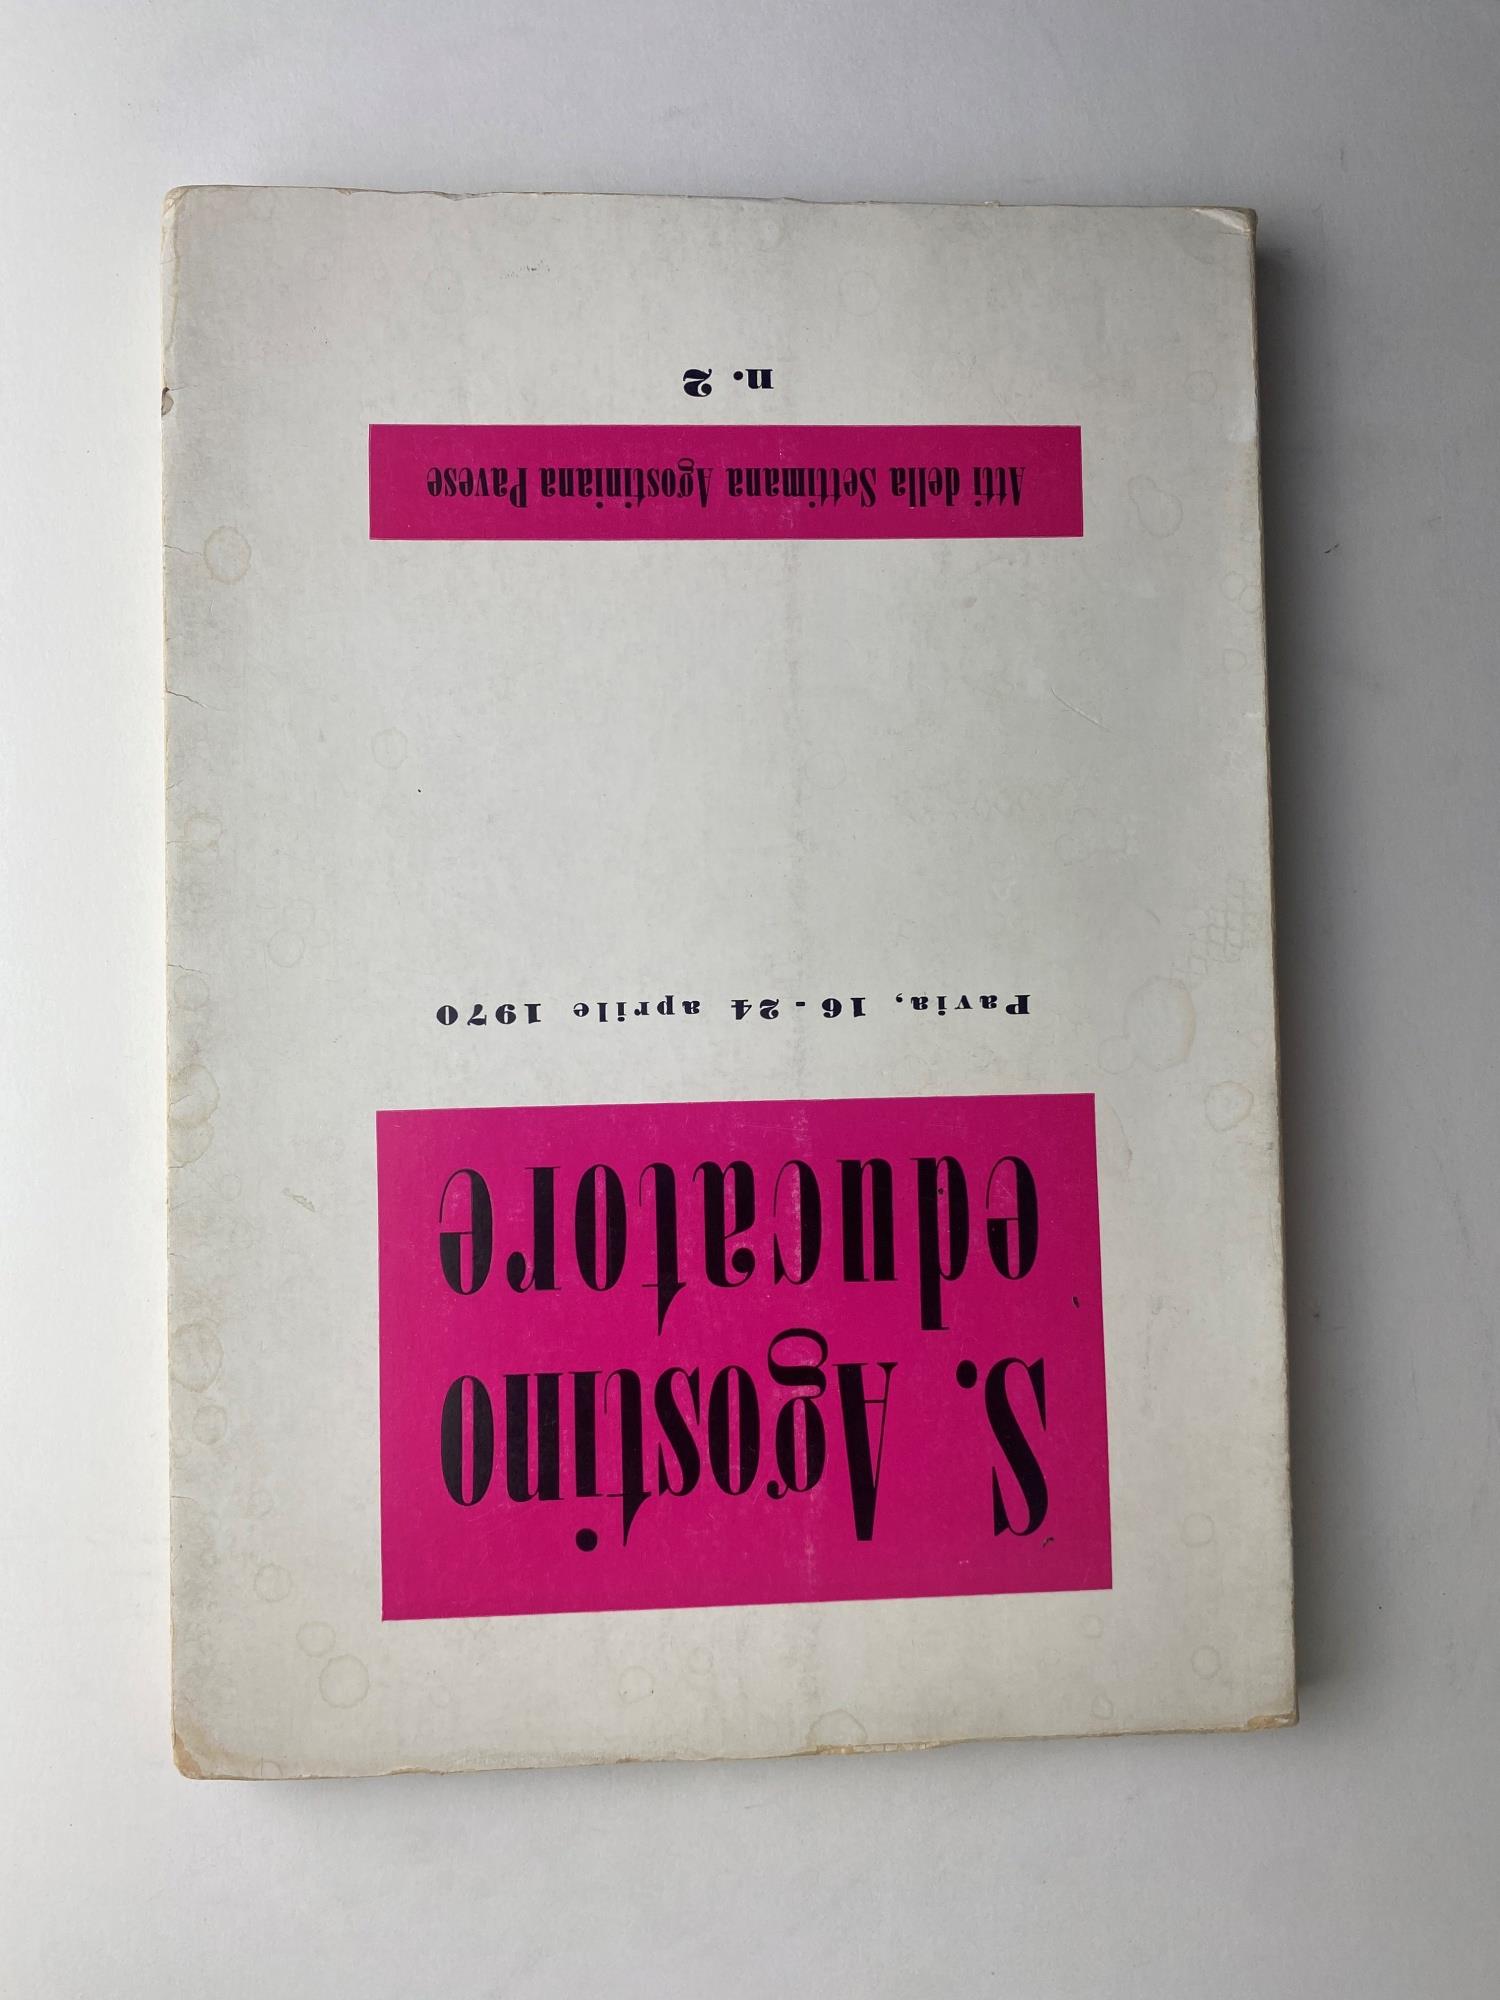 S. Agostino
educatore
Pavia, 16 - 24 aprile 1970
Atti della Settimana Agostiniana Pavese
n. 2